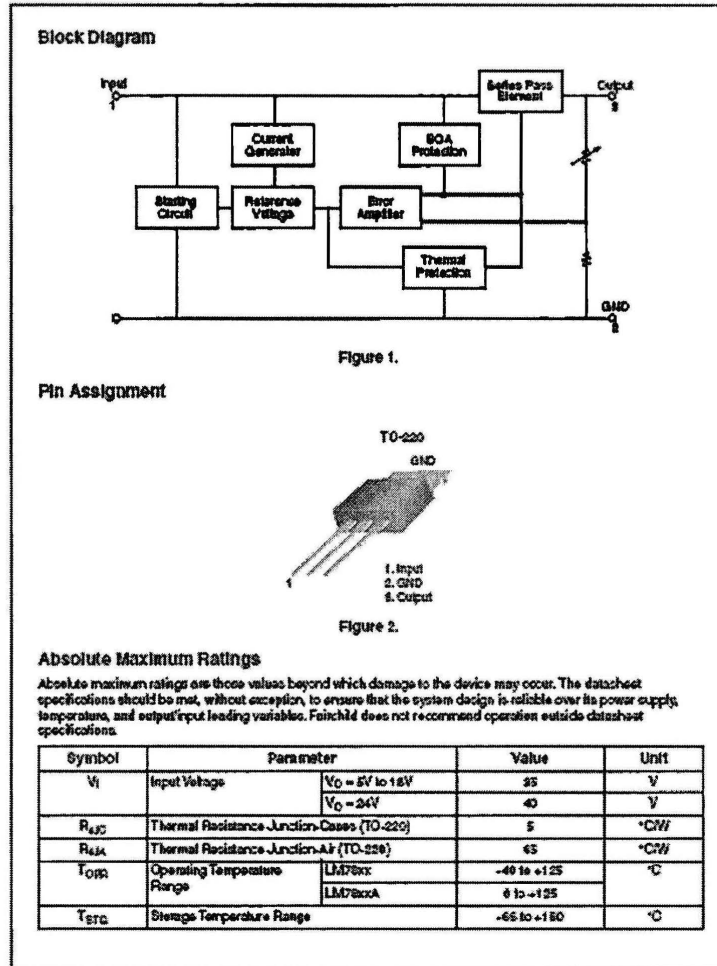 Block Diagram
Input
1
Series Pass
Element
Output
3
Current
Generator
SOA
Protection
Starting
Circuit
Reference
Voltage
Error
Amplifier
Thermal
Protection
GND
2
Figure 1.
Pin Assignment
TO-220
GND
1
1. Input
2. GND
3. Output
Figure 2.
Absolute Maximum Ratings
Absolute maximum ratings are those values beyond which damage to the device may occur. The datasheet
specifications should be met, without exception, to ensure that the system design is reliable over its power supply,
temperature, and output/input loading variables. Fairchild does not recommend operation outside datasheet
specifications.
Symbol Parameter Value Unit
VI Input Voltage VO = 5V to 18V 35 V
VO = 24V 40 V
RθJC Thermal Resistance Junction-Cases (TO-220) 5 °C/W
RθJA Thermal Resistance Junction-Air (TO-220) 65 °C/W
TOPR Operating Temperature Range LM78xx -40 to +125 °C
LM78xxA 0 to +125
TSTG Storage Temperature Range -65 to +150 °C